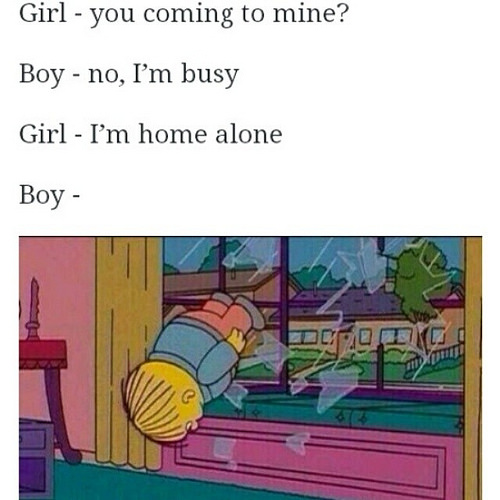 Girl - you coming to mine?
Boy - no, I’m busy
Girl - I’m home alone
Boy -